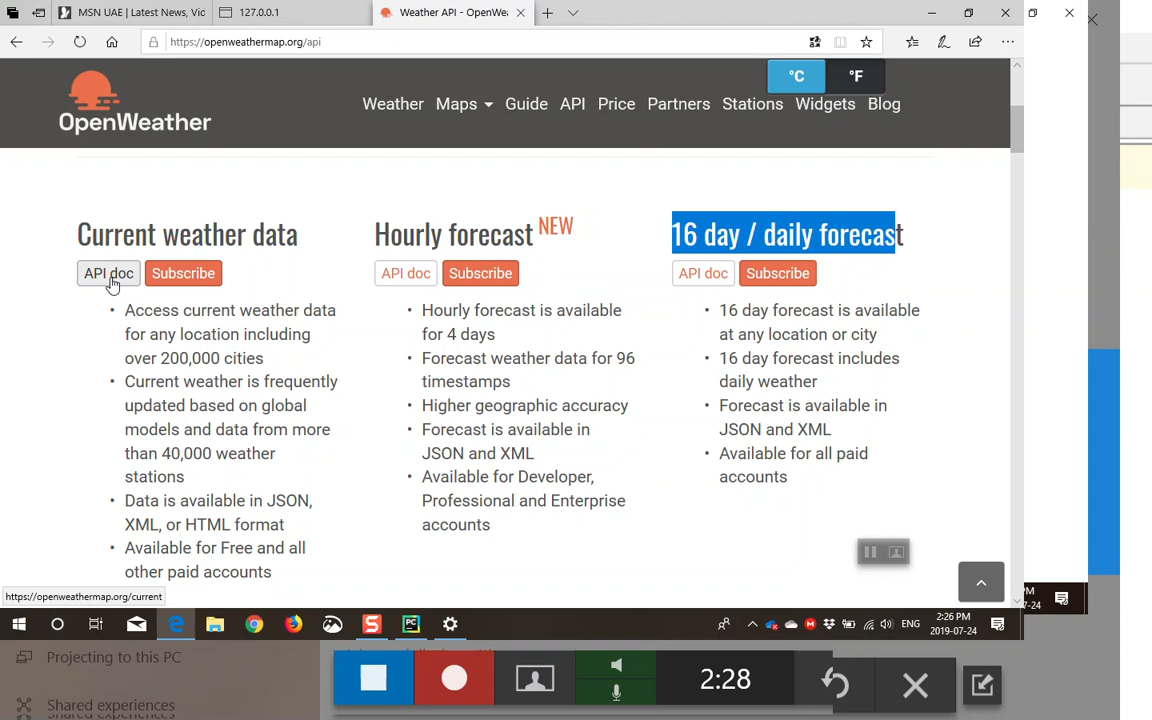 MSN UAE | Latest News, Vid
127.0.0.1
Weather API - OpenWea
https://openweathermap.org/api
°C
°F
OpenWeather
Weather Maps Guide API Price Partners Stations Widgets Blog
Current weather data
API doc
Subscribe
Access current weather data
for any location including
over 200,000 cities
Current weather is frequently
updated based on global
models and data from more
than 40,000 weather
stations
Data is available in JSON,
XML, or HTML format
Available for Free and all
other paid accounts
Hourly forecast NEW
API doc
Subscribe
Hourly forecast is available
for 4 days
Forecast weather data for 96
timestamps
Higher geographic accuracy
Forecast is available in
JSON and XML
Available for Developer,
Professional and Enterprise
accounts
16 day / daily forecast
API doc
Subscribe
16 day forecast is available
at any location or city
16 day forecast includes
daily weather
Forecast is available in
JSON and XML
Available for all paid
accounts
https://openweathermap.org/current
ENG
2:26 PM
2019-07-24
PM
7-24
Projecting to this PC
Shared experiences
2:28